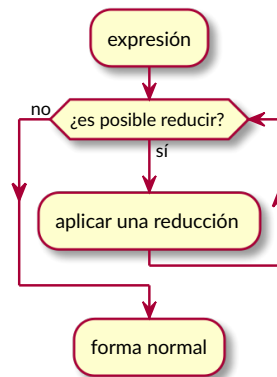 expresión
no
¿es posible reducir?
sí
aplicar una reducción
forma normal